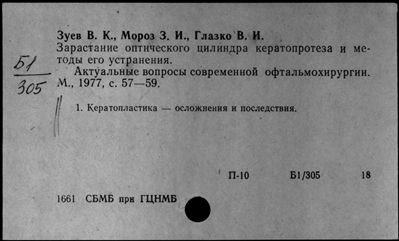 Зуев В. К., Мороз З. И., Глазко В. И.
Зарастание оптического цилиндра кератопротеза и ме-
тоды его устранения.
Б1
305
Актуальные вопросы современной офтальмохирургии.
М., 1977, с. 57—59.
1. Кератопластика — осложнения и последствия.
П-10 Б1/305 18
1661 СБМБ при ГЦНМБ